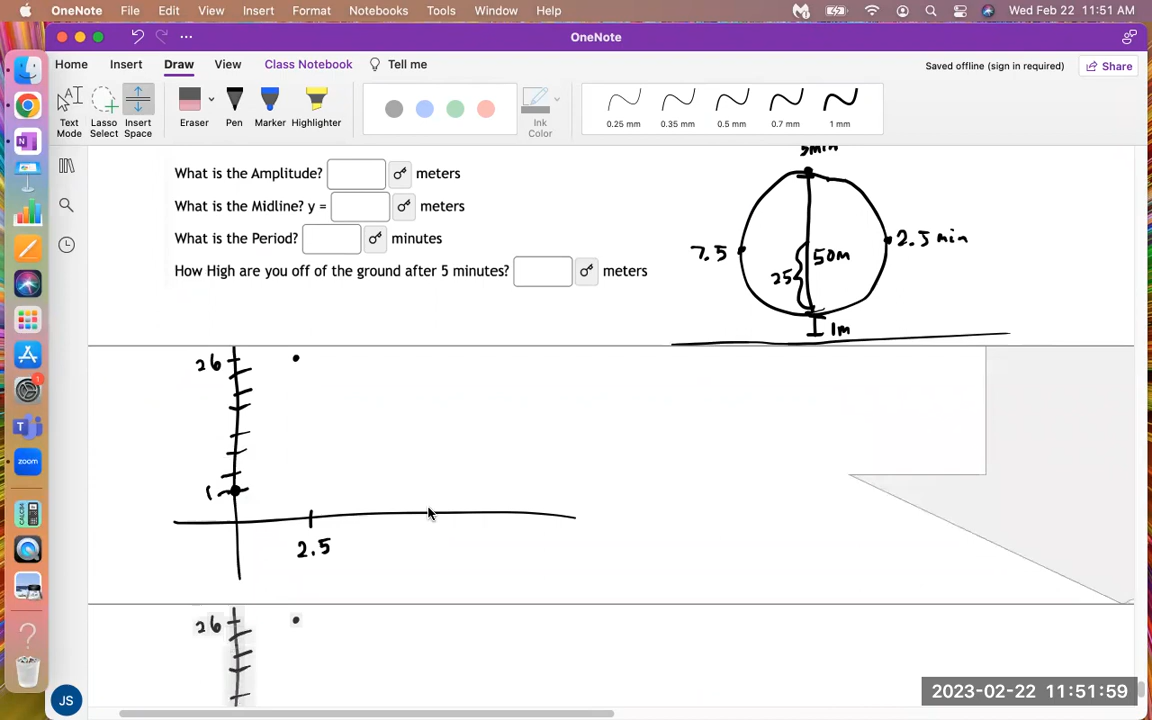 OneNote File Edit View Insert Format Notebooks Tools Window Help
Wed Feb 22 11:51 AM
OneNote
Home Insert Draw View Class Notebook Tell me
Saved offline (sign in required)
Share
Text Mode
Lasso Select
Insert Space
Eraser
Pen
Marker
Highlighter
Ink Color
0.25 mm
0.35 mm
0.5 mm
0.7 mm
1 mm
What is the Amplitude? meters
What is the Midline? y = meters
What is the Period? minutes
How High are you off of the ground after 5 minutes? meters
5min
7.5
2.5 min
50m
25
1m
26
1
2.5
26
JS
2023-02-22 11:51:59